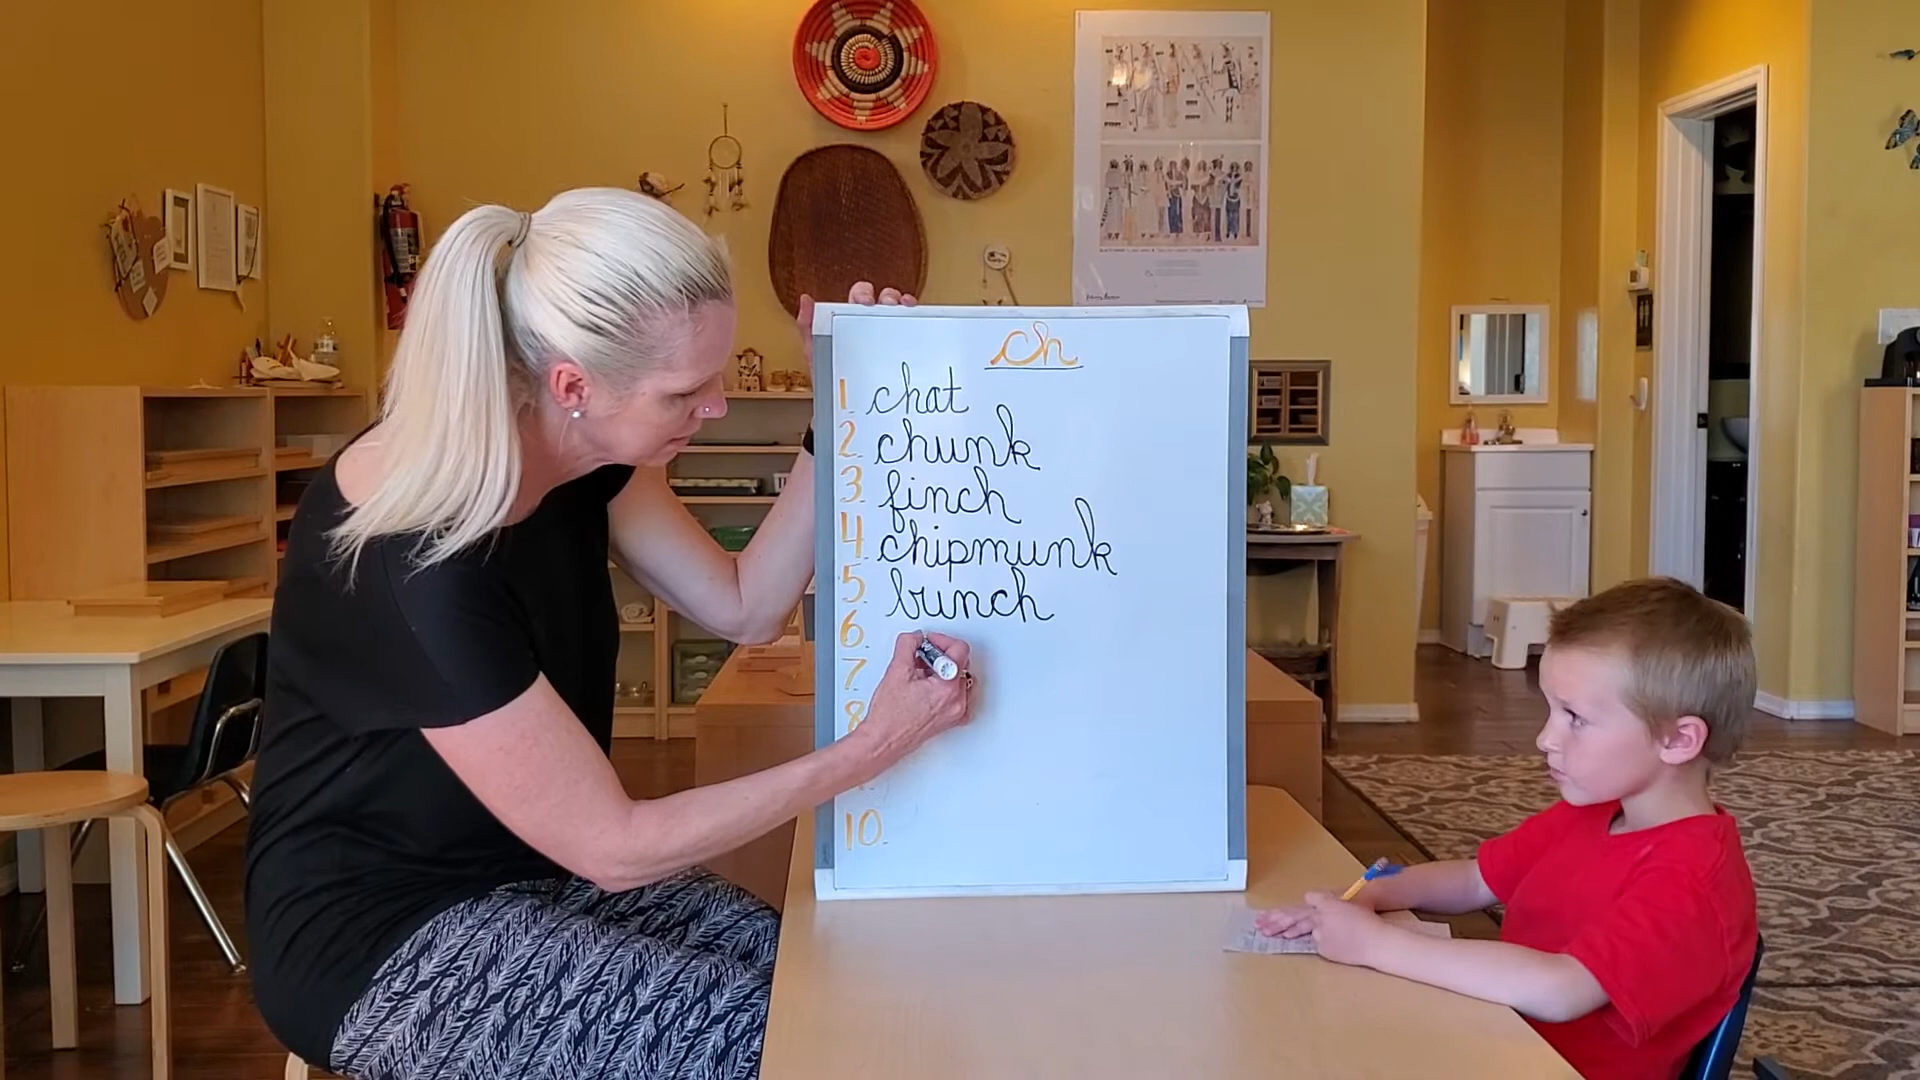 ch
1. chat
2. chunk
3. finch
4. chipmunk
5. bunch
6.
7.
8
10.